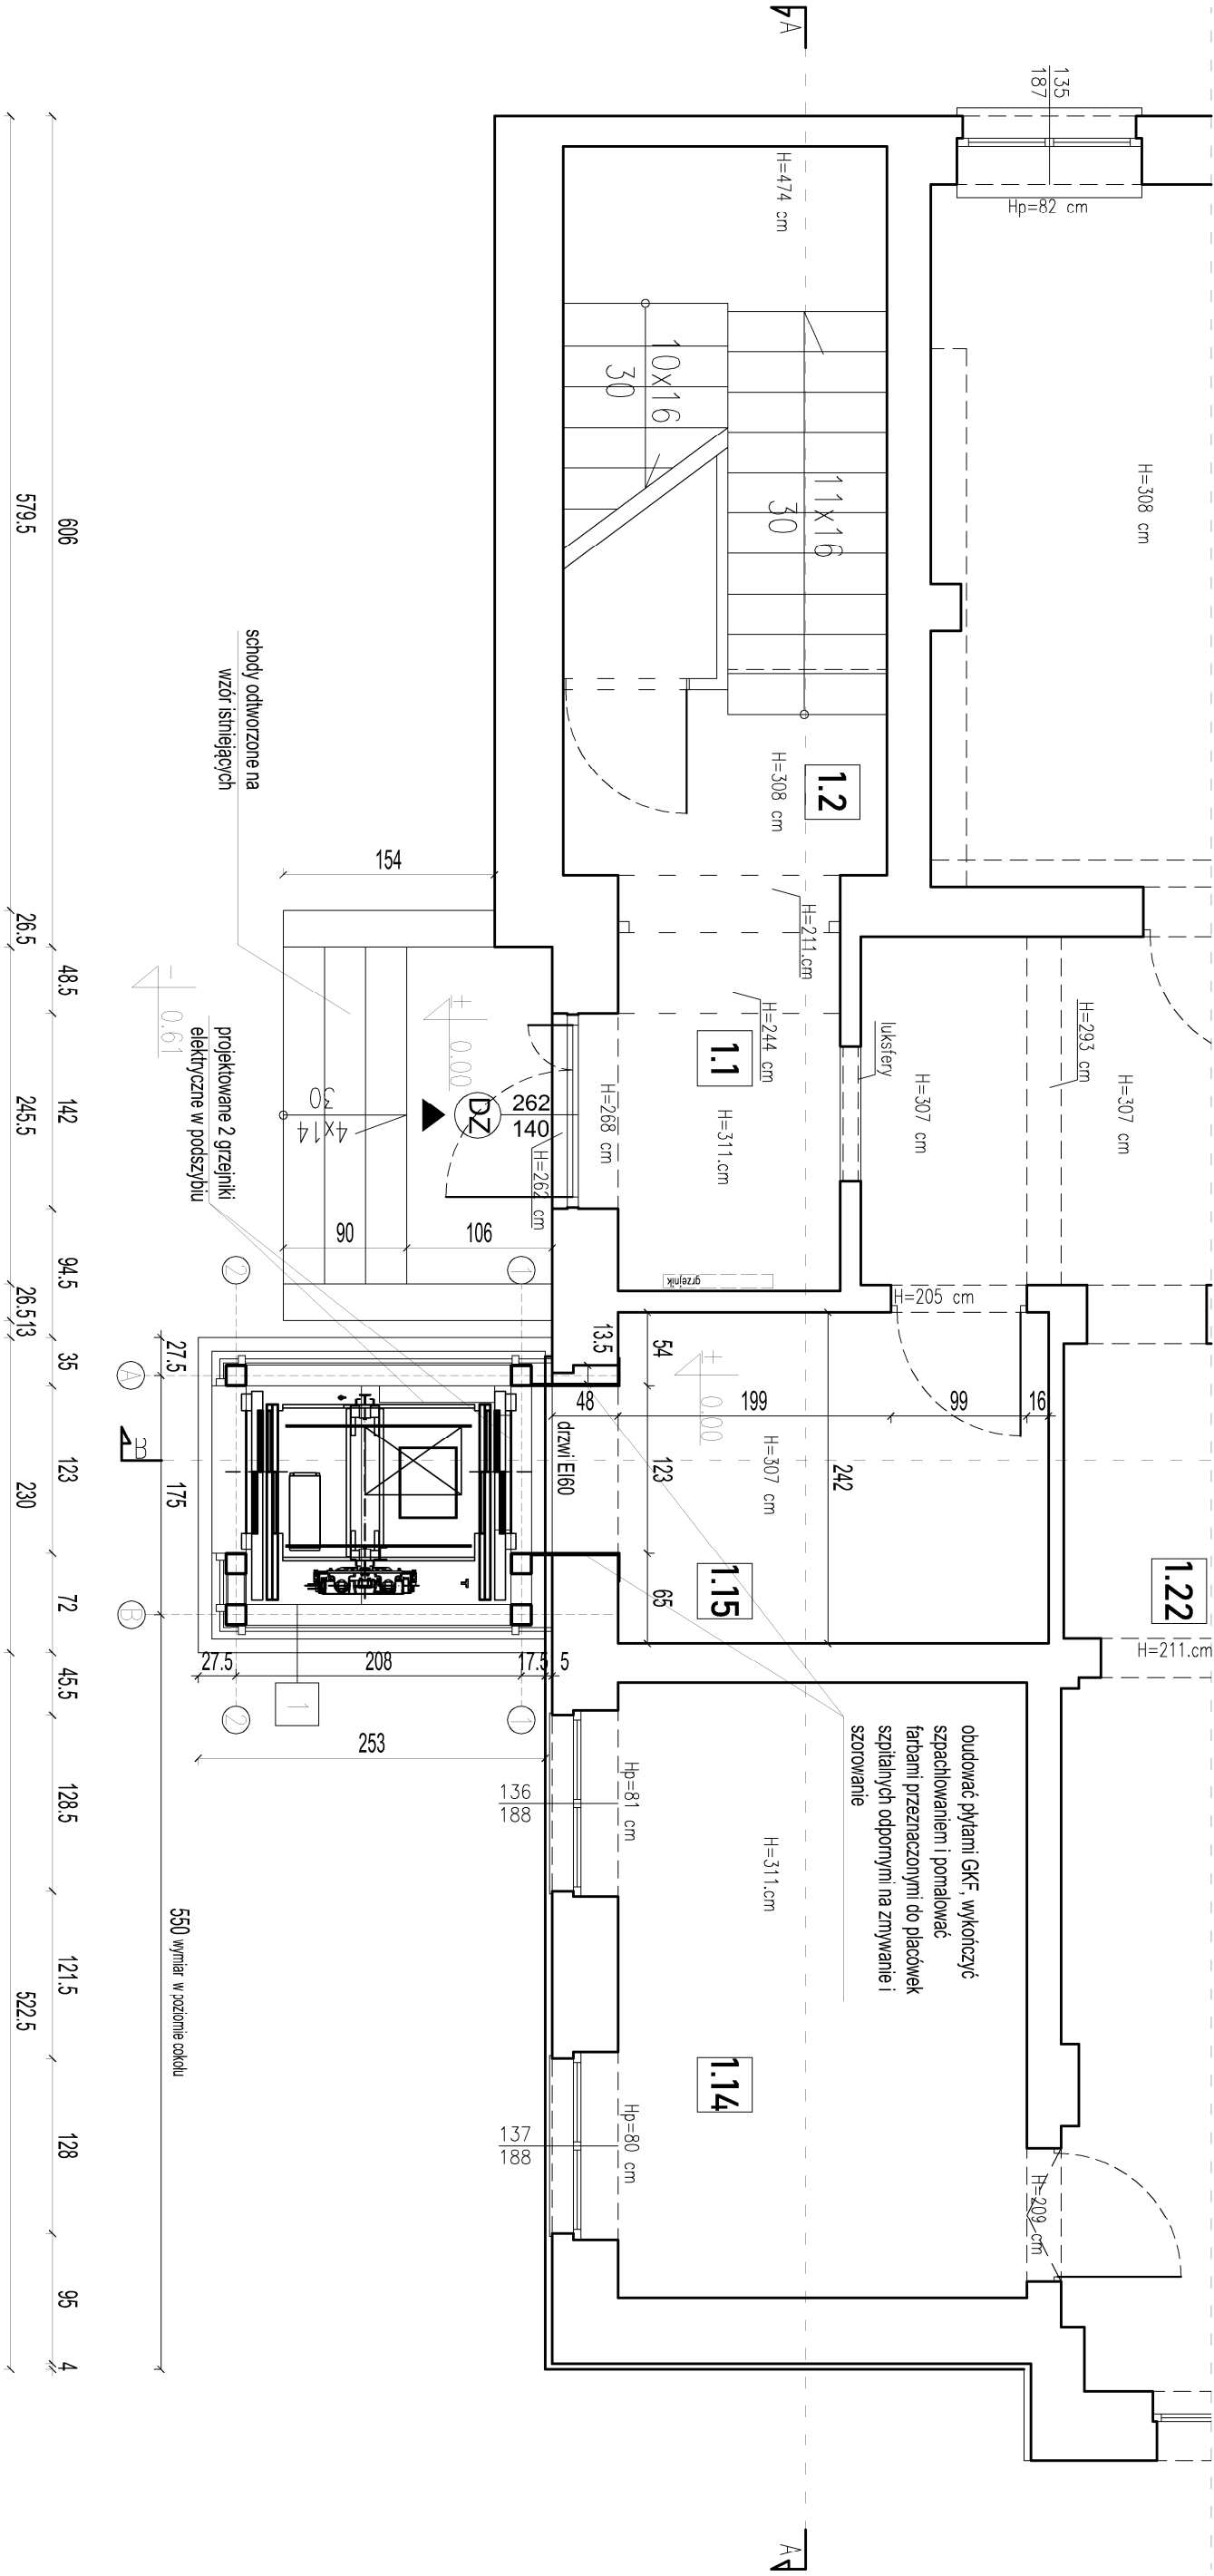 A
135
187
Hp=82 cm
H=474 cm
H=308 cm
10x16
30
11x16
30
1.2
H=308 cm
H=211.cm
H=244 cm
1.1
H=311.cm
H=268 cm
H=262 cm
262
140
DZ
luksfery
H=307 cm
H=293 cm
H=307 cm
grzejnik
H=205 cm
schody odtworzone na
wzór istniejących
154
± 0.00
- 0.61
4x14
30
90
106
projektowane 2 grzejniki
elektryczne w podszybiu
2
1
A
B
B
2
1
1
13.5
54
48
199
99
16
± 0.00
H=307 cm
242
123
65
drzwi EI60
1.15
1.22
H=211.cm
27.5
208
17.5
5
253
obudować płytami GKF, wykończyć
szpachlowaniem i pomalować
farbami przeznaczonymi do placówek
szpitalnych odpornymi na zmywanie i
szorowanie
Hp=81 cm
136
188
H=311.cm
1.14
Hp=80 cm
137
188
H=209 cm
27.5
175
550 wymiar w poziomie cokołu
606
48.5
142
94.5
35
123
72
45.5
128.5
121.5
128
95
4
579.5
26.5
245.5
26.5
13
230
522.5
A